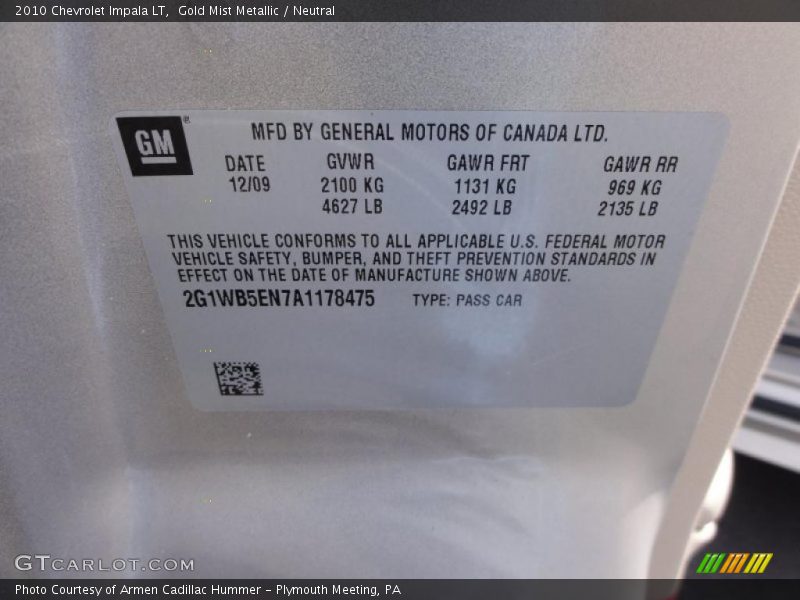 2010 Chevrolet Impala LT,  Gold Mist Metallic / Neutral
GM ®
MFD BY GENERAL MOTORS OF CANADA LTD.
DATE GVWR GAWR FRT GAWR RR
12/09 2100 KG 1131 KG 969 KG
4627 LB 2492 LB 2135 LB
THIS VEHICLE CONFORMS TO ALL APPLICABLE U.S. FEDERAL MOTOR
VEHICLE SAFETY, BUMPER, AND THEFT PREVENTION STANDARDS IN
EFFECT ON THE DATE OF MANUFACTURE SHOWN ABOVE.
2G1WB5EN7A1178475 TYPE: PASS CAR
GTCARLOT.COM
Photo Courtesy of Armen Cadillac Hummer - Plymouth Meeting, PA